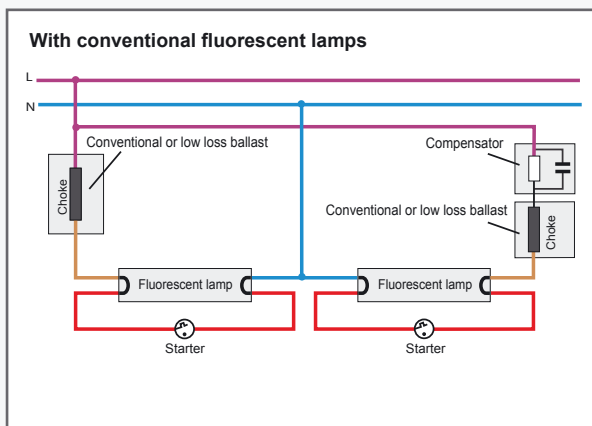 With conventional fluorescent lamps
L
N
Conventional or low loss ballast
Compensator
Choke
Conventional or low loss ballast
Choke
Fluorescent lamp
Fluorescent lamp
Starter
Starter